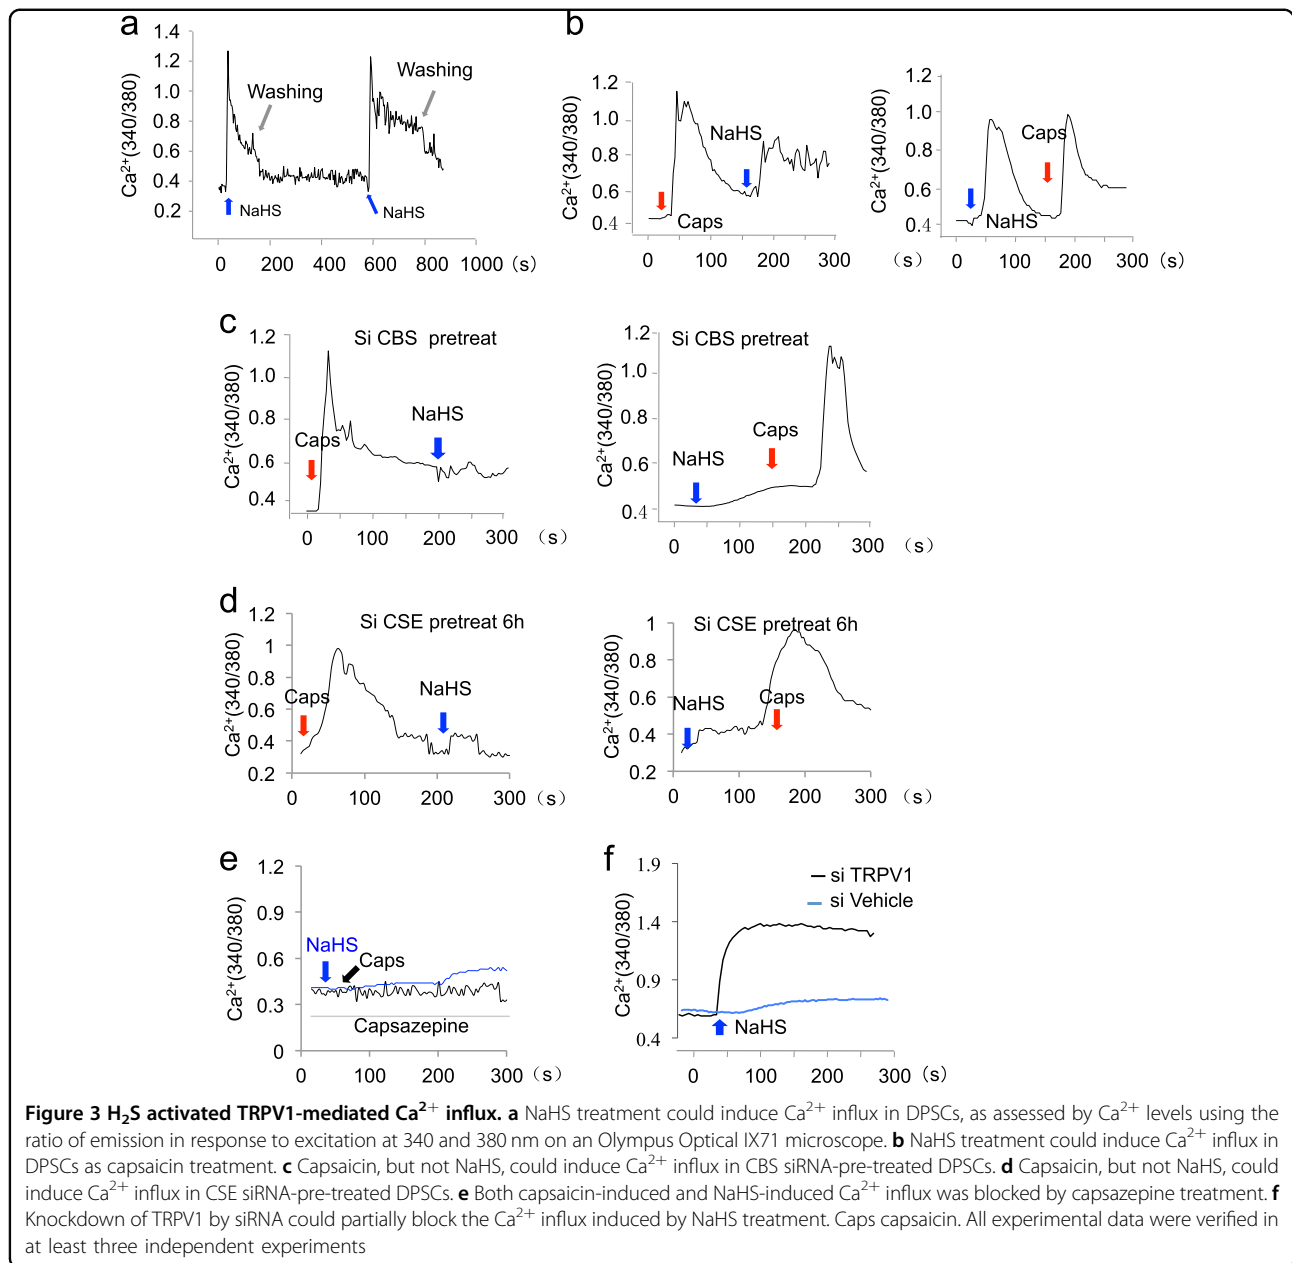 a
1.4
1.2
1.0
0.8
0.6
0.4
0.2
Ca²⁺(340/380)
Washing
Washing
NaHS
NaHS
0 200 400 600 800 1000 (s)
b
1.2
1.0
0.8
0.6
0.4
Ca²⁺(340/380)
NaHS
Caps
0 100 200 300 (s)
1.2
1.0
0.8
0.6
0.4
Ca²⁺(340/380)
Caps
NaHS
0 100 200 300 (s)
c
Si CBS pretreat
1.2
1.0
0.8
0.6
0.4
Ca²⁺(340/380)
Caps
NaHS
0 100 200 300 (s)
Si CBS pretreat
1.2
1.0
0.8
0.6
0.4
Ca²⁺(340/380)
NaHS
Caps
0 100 200 300 (s)
d
Si CSE pretreat 6h
1.2
1
0.8
0.6
0.4
0.2
Ca²⁺(340/380)
Caps
NaHS
0 100 200 300 (s)
Si CSE pretreat 6h
1
0.8
0.6
0.4
0.2
Ca²⁺(340/380)
NaHS
Caps
0 100 200 300 (s)
e
1.2
0.9
0.6
0.3
0
Ca²⁺(340/380)
NaHS
Caps
Capsazepine
0 100 200 300 (s)
f
1.9
1.4
0.9
0.4
Ca²⁺(340/380)
si TRPV1
si Vehicle
NaHS
0 100 200 300 (s)
Figure 3 H₂S activated TRPV1-mediated Ca²⁺ influx. a NaHS treatment could induce Ca²⁺ influx in DPSCs, as assessed by Ca²⁺ levels using the
ratio of emission in response to excitation at 340 and 380 nm on an Olympus Optical IX71 microscope. b NaHS treatment could induce Ca²⁺ influx in
DPSCs as capsaicin treatment. c Capsaicin, but not NaHS, could induce Ca²⁺ influx in CBS siRNA-pre-treated DPSCs. d Capsaicin, but not NaHS, could
induce Ca²⁺ influx in CSE siRNA-pre-treated DPSCs. e Both capsaicin-induced and NaHS-induced Ca²⁺ influx was blocked by capsazepine treatment. f
Knockdown of TRPV1 by siRNA could partially block the Ca²⁺ influx induced by NaHS treatment. Caps capsaicin. All experimental data were verified in
at least three independent experiments